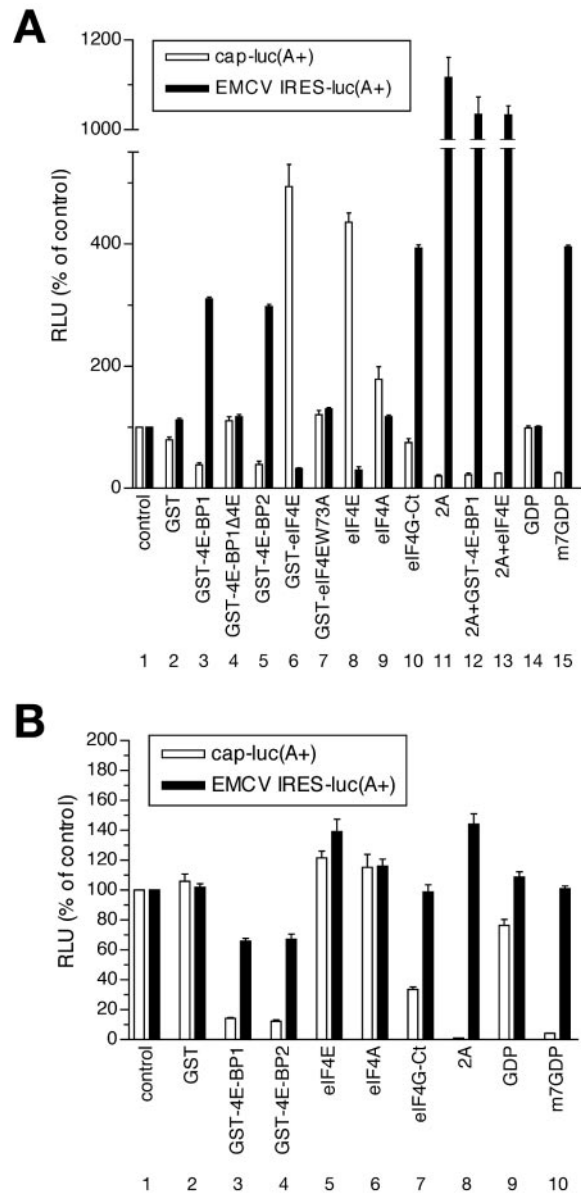 A
1200
1000
400
200
0
RLU (% of control)
cap-luc(A+)
EMCV IRES-luc(A+)
control
GST
GST-4E-BP1
GST-4E-BP1Δ4E
GST-4E-BP2
GST-eIF4E
GST-eIF4EW73A
eIF4E
eIF4A
eIF4G-Ct
2A
2A+GST-4E-BP1
2A+eIF4E
GDP
m7GDP
1 2 3 4 5 6 7 8 9 10 11 12 13 14 15
B
200
180
160
140
120
100
80
60
40
20
0
RLU (% of control)
cap-luc(A+)
EMCV IRES-luc(A+)
control
GST
GST-4E-BP1
GST-4E-BP2
eIF4E
eIF4A
eIF4G-Ct
2A
GDP
m7GDP
1 2 3 4 5 6 7 8 9 10